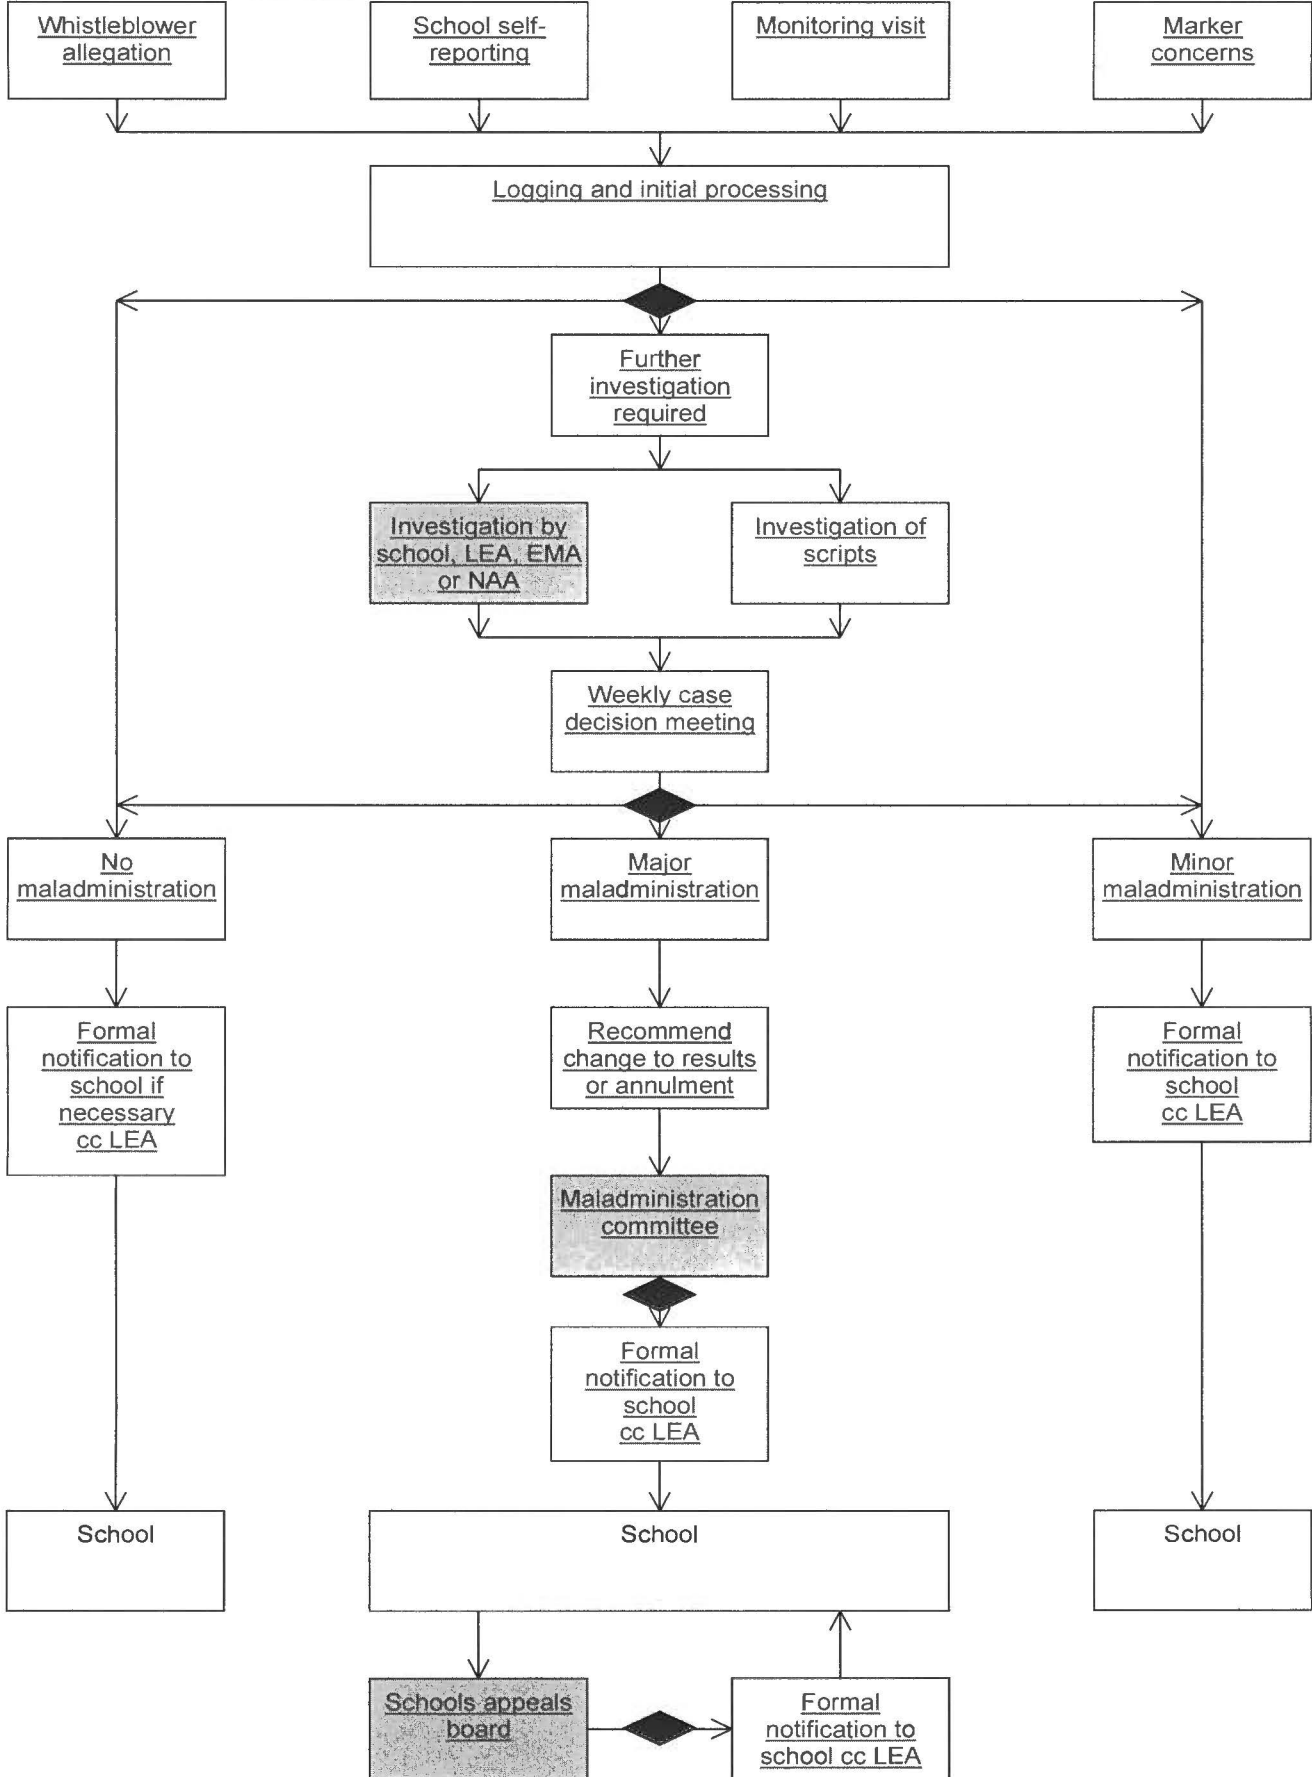 Whistleblower
allegation
School self-
reporting
Monitoring visit
Marker
concerns
Logging and initial processing
Further
investigation
required
Investigation by
school, LEA, EMA
or NAA
Investigation of
scripts
Weekly case
decision meeting
No
maladministration
Major
maladministration
Minor
maladministration
Formal
notification to
school if
necessary
cc LEA
Recommend
change to results
or annulment
Formal
notification to
school
cc LEA
Maladministration
committee
Formal
notification to
school
cc LEA
School
School
School
Schools appeals
board
Formal
notification to
school cc LEA